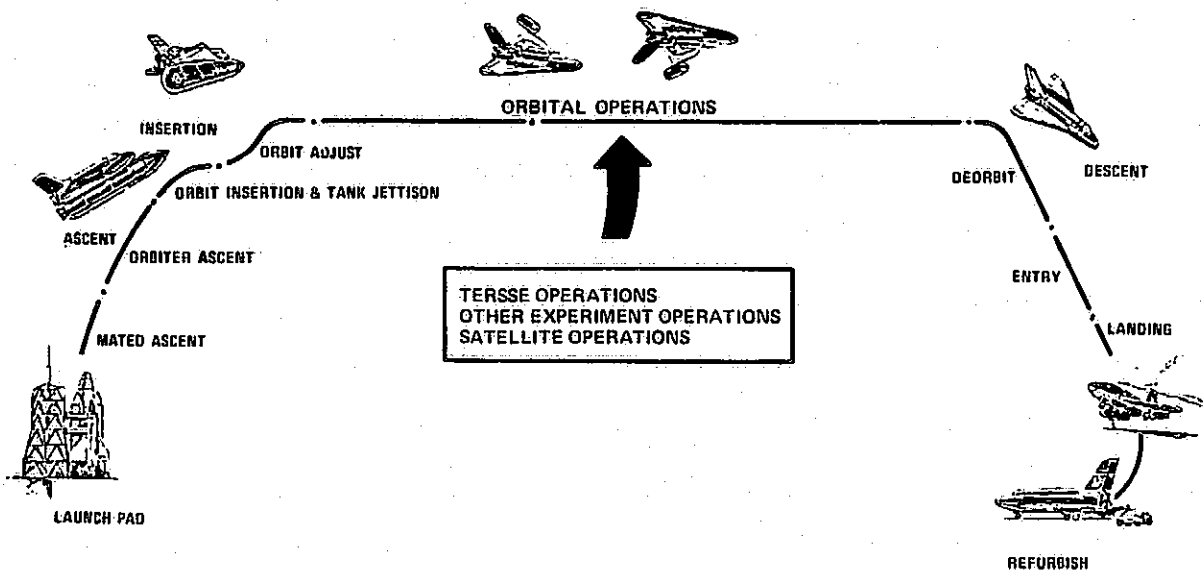 ORBITAL OPERATIONS
INSERTION
ORBIT ADJUST
ORBIT INSERTION & TANK JETTISON
ASCENT
ORBITER ASCENT
MATED ASCENT
LAUNCH PAD
TERSSE OPERATIONS
OTHER EXPERIMENT OPERATIONS
SATELLITE OPERATIONS
DEORBIT
DESCENT
ENTRY
LANDING
REFURBISH